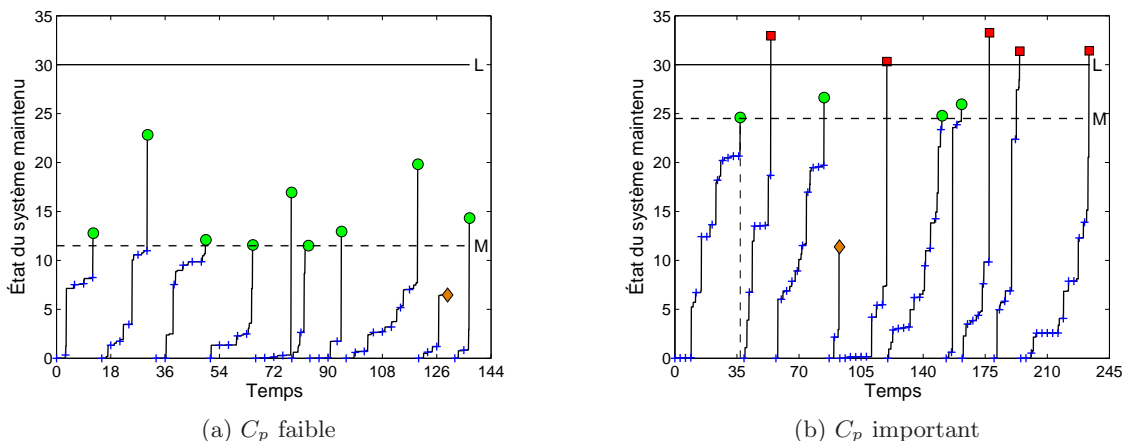 État du système maintenu
35
30
25
20
15
10
5
0
L
M
0 18 36 54 72 90 108 126 144
Temps
(a) Cp faible
État du système maintenu
35
30
25
20
15
10
5
0
L
M
0 35 70 105 140 175 210 245
Temps
(b) Cp important